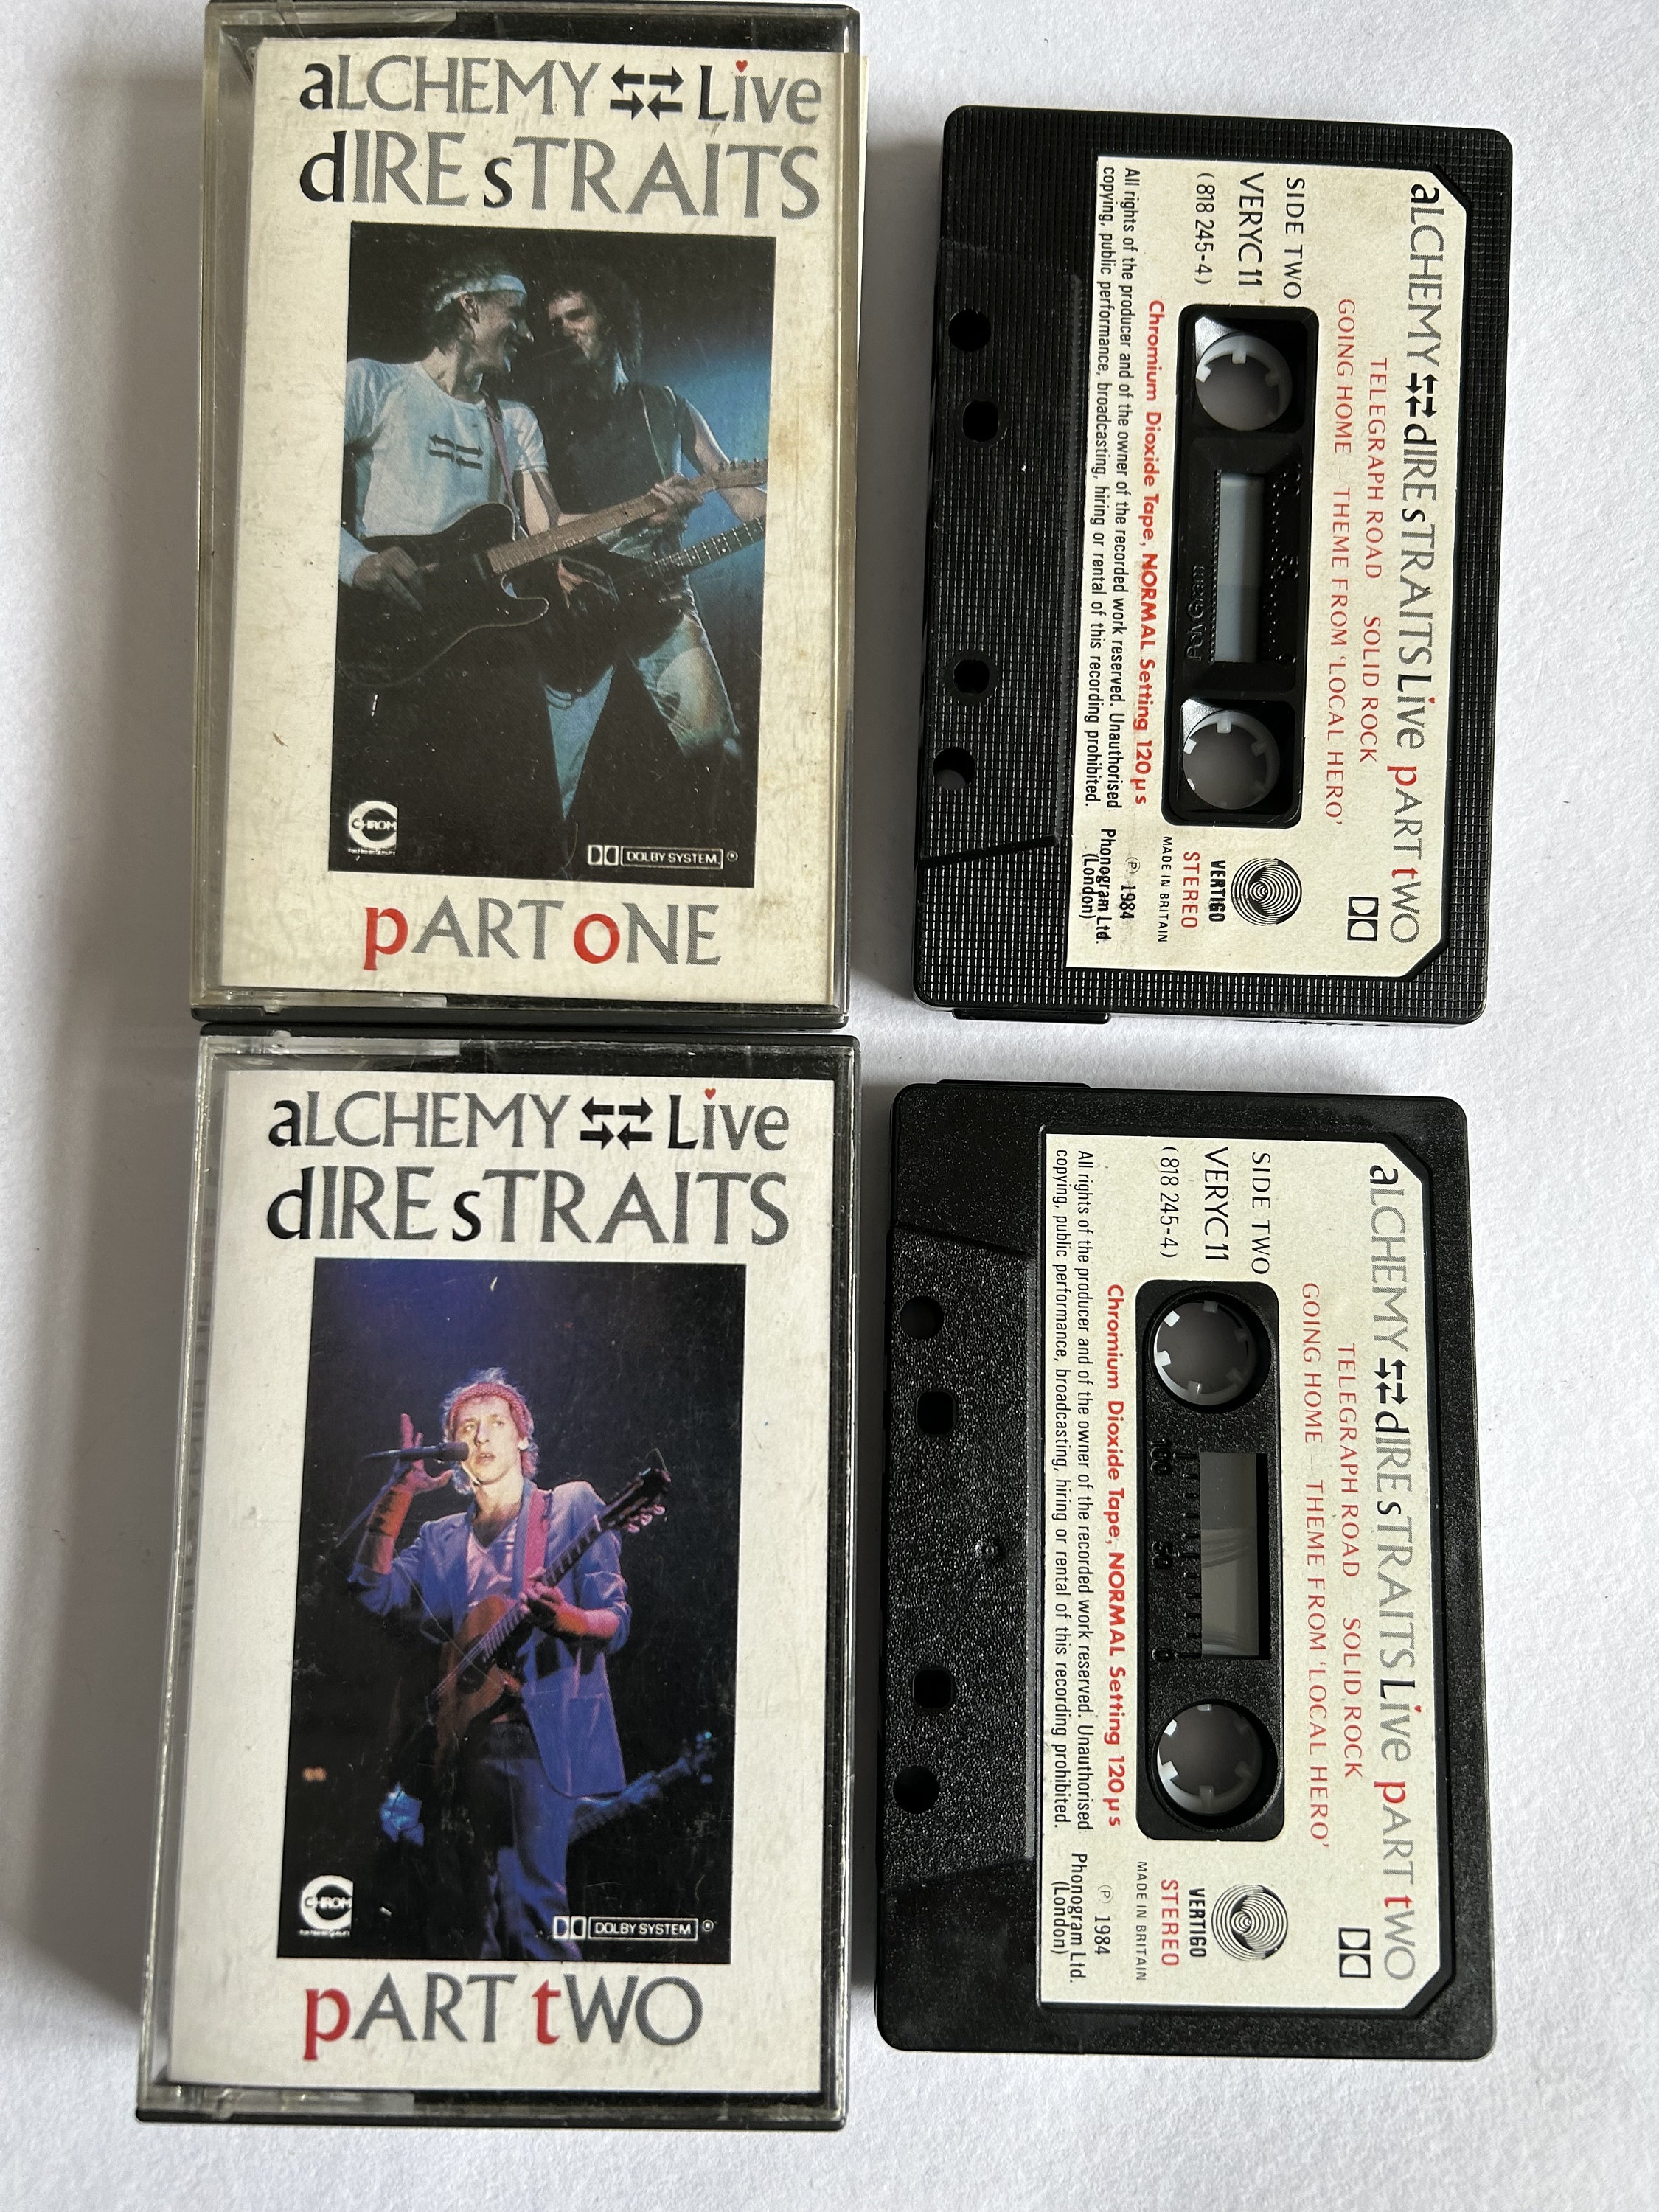 aLCHEMY Live
dIRE sTRAITS
CHROM
DOLBY SYSTEM
pART oNE
aLCHEMY dIRE sTRAITS Live pART tWO
TELEGRAPH ROAD SOLID ROCK
GOING HOME – THEME FROM 'LOCAL HERO'
SIDE TWO
VERYC 11
(818 245-4)
100 50 0
PolyGram
VERTIGO
STEREO
MADE IN BRITAIN
Chromium Dioxide Tape, NORMAL Setting 120µs
℗ 1984
Phonogram Ltd.
(London)
All rights of the producer and of the owner of the recorded work reserved. Unauthorised
copying, public performance, broadcasting, hiring or rental of this recording prohibited.
aLCHEMY Live
dIRE sTRAITS
CHROM
DOLBY SYSTEM
pART tWO
aLCHEMY dIRE sTRAITS Live pART tWO
TELEGRAPH ROAD SOLID ROCK
GOING HOME – THEME FROM 'LOCAL HERO'
SIDE TWO
VERYC 11
(818 245-4)
100 50 0
VERTIGO
STEREO
MADE IN BRITAIN
Chromium Dioxide Tape, NORMAL Setting 120µs
℗ 1984
Phonogram Ltd.
(London)
All rights of the producer and of the owner of the recorded work reserved. Unauthorised
copying, public performance, broadcasting, hiring or rental of this recording prohibited.